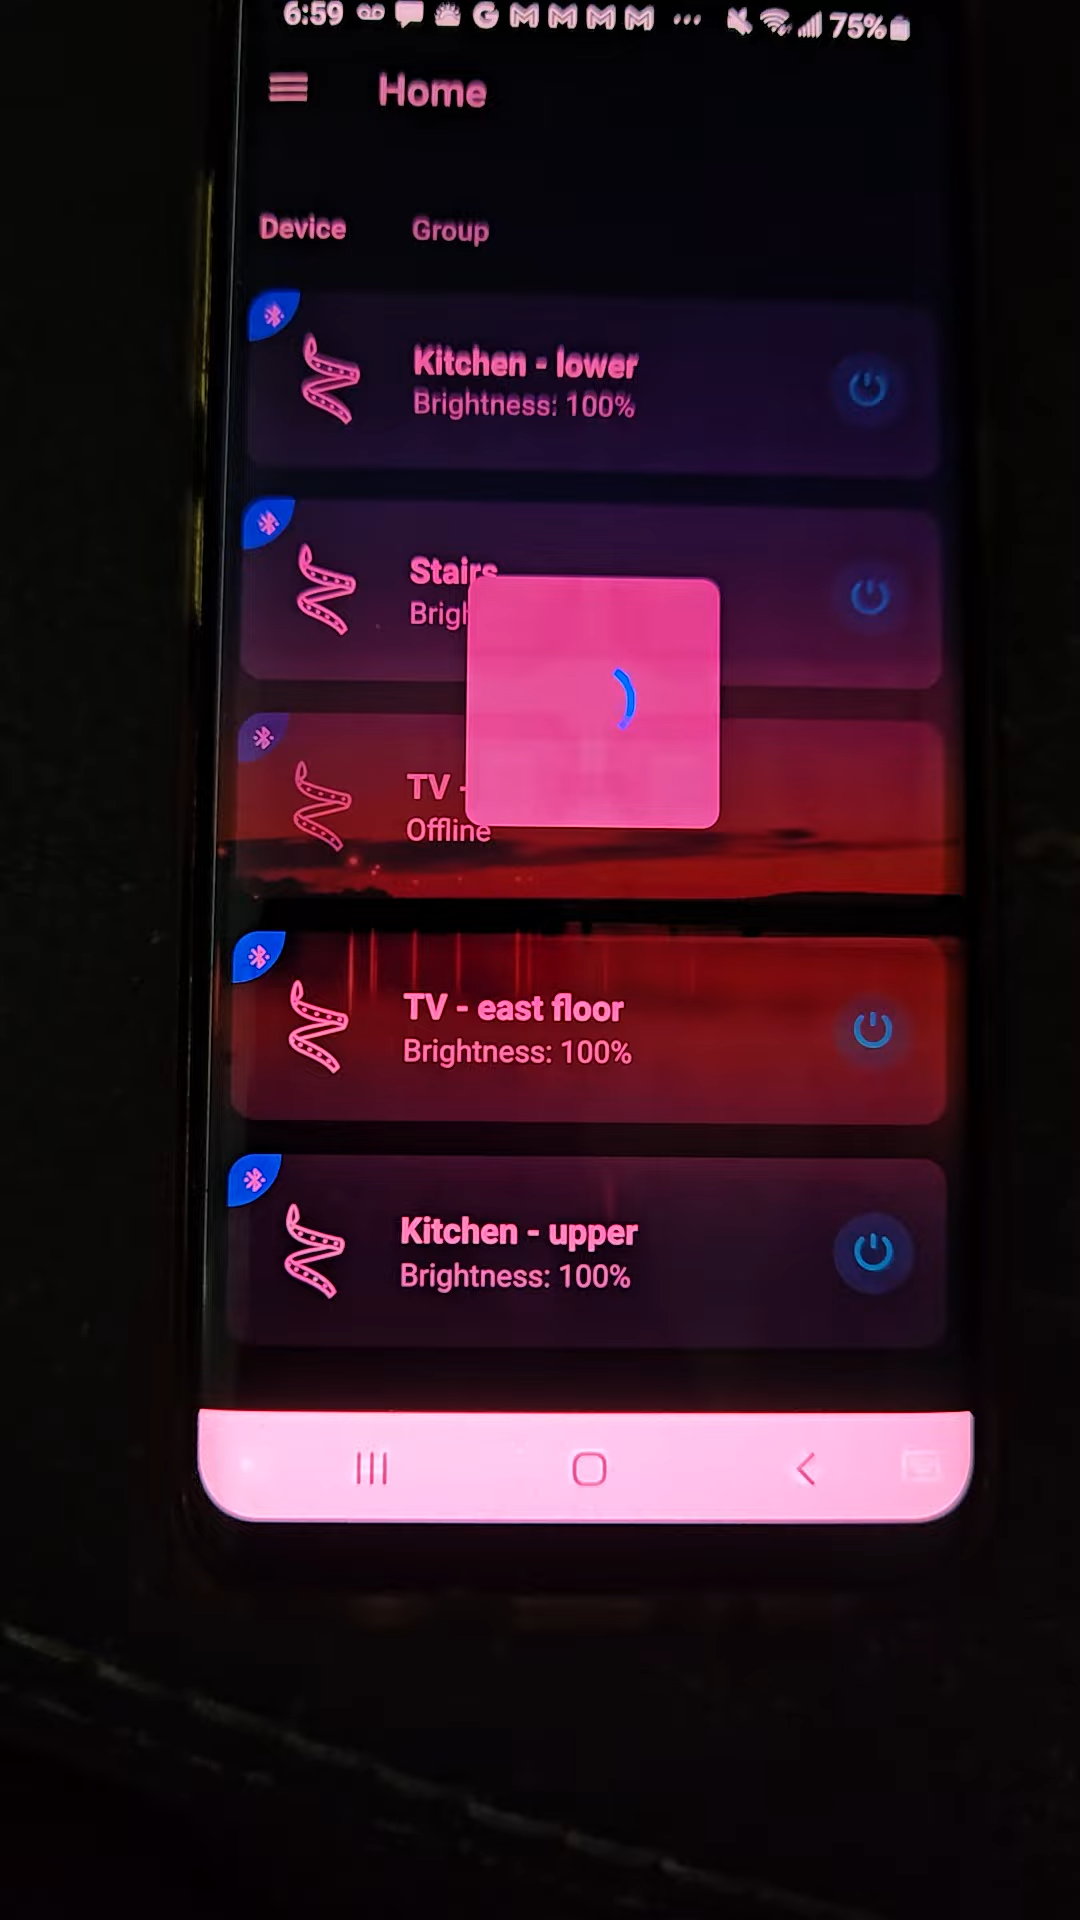 6:59 G M M M M ... 75%
Home
Device Group
Kitchen - lower
Brightness: 100%
Stairs
Brigh
TV -
Offline
TV - east floor
Brightness: 100%
Kitchen - upper
Brightness: 100%